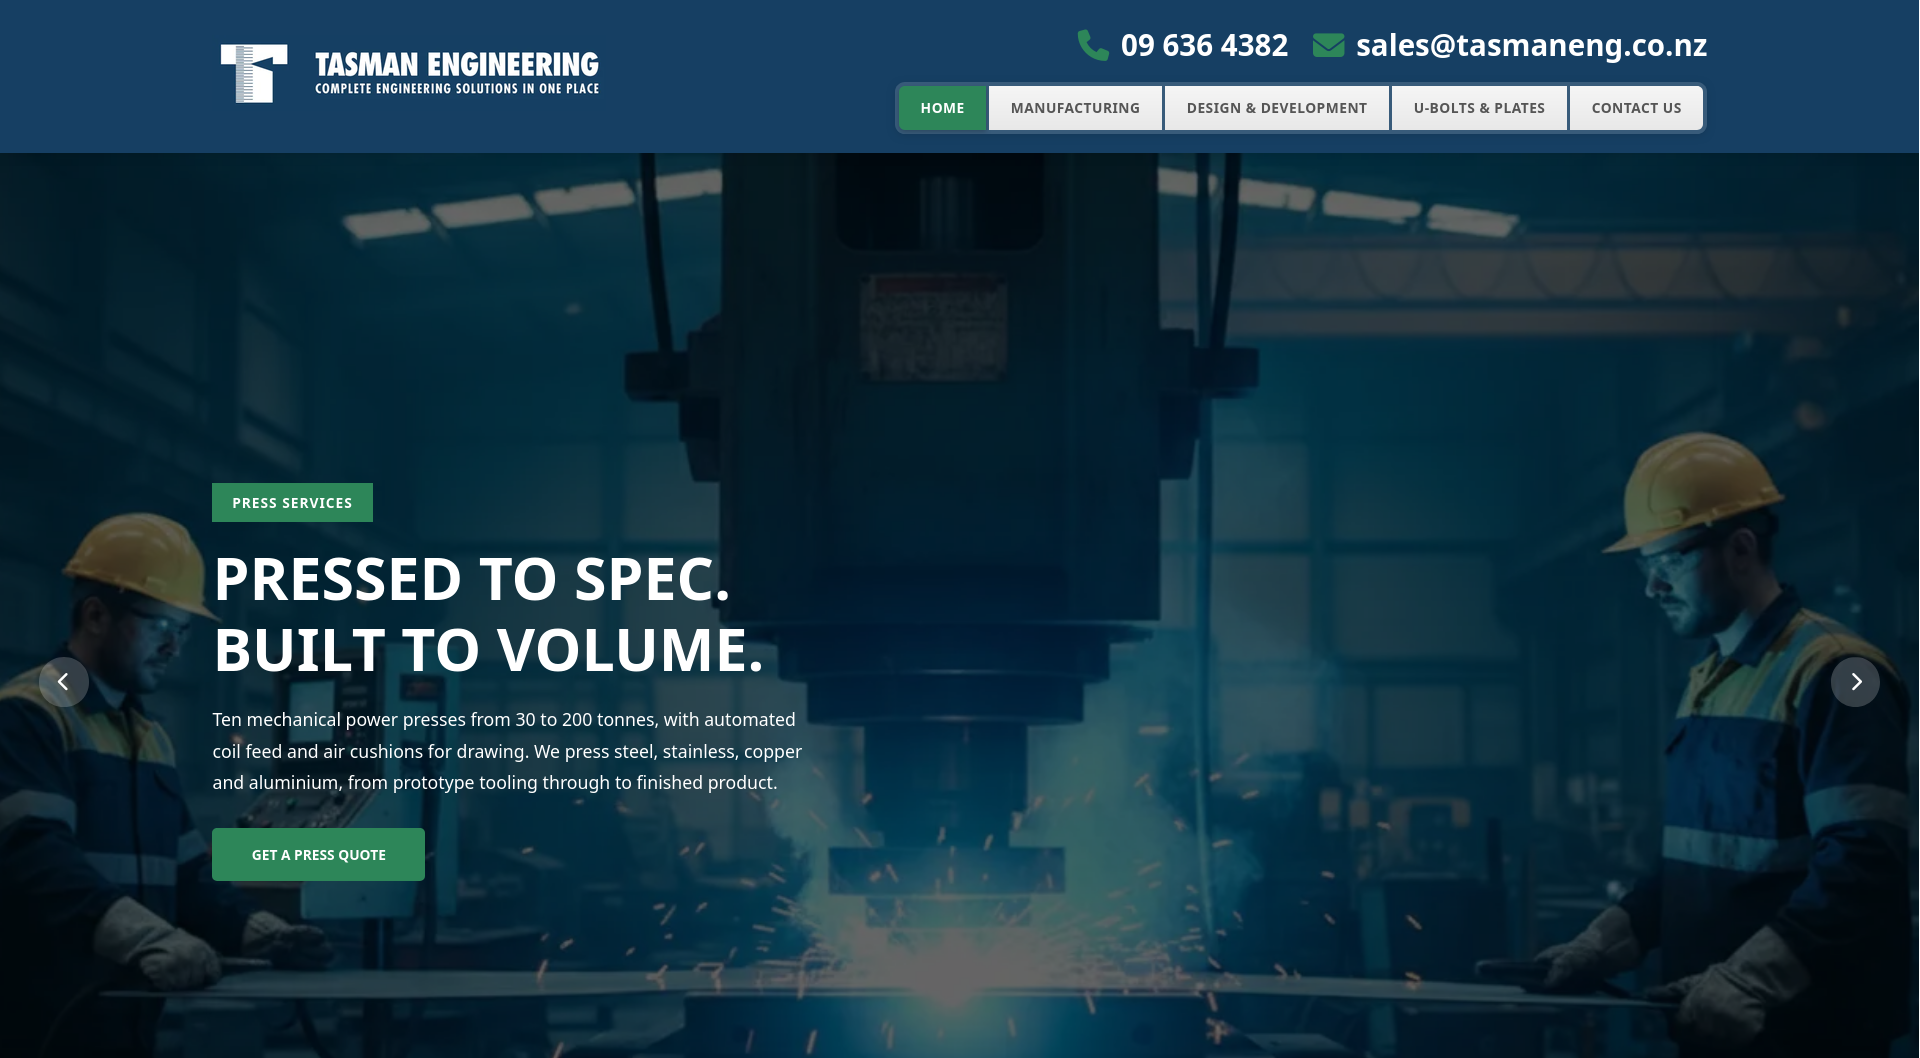 TASMAN ENGINEERING
COMPLETE ENGINEERING SOLUTIONS IN ONE PLACE
09 636 4382 sales@tasmaneng.co.nz
HOME MANUFACTURING DESIGN & DEVELOPMENT U-BOLTS & PLATES CONTACT US
PRESS SERVICES
PRESSED TO SPEC.
BUILT TO VOLUME.
Ten mechanical power presses from 30 to 200 tonnes, with automated
coil feed and air cushions for drawing. We press steel, stainless, copper
and aluminium, from prototype tooling through to finished product.
GET A PRESS QUOTE